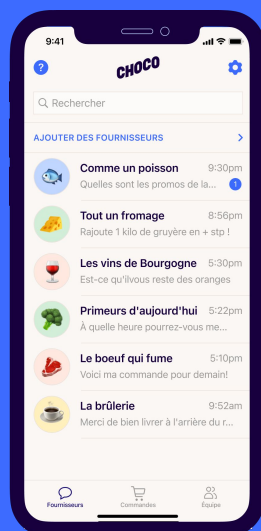 9:41
?
CHOCO
Rechercher
AJOUTER DES FOURNISSEURS
Comme un poisson 9:30pm
Quelles sont les promos de la... 1
Tout un fromage 8:56pm
Rajoute 1 kilo de gruyère en + stp !
Les vins de Bourgogne 5:30pm
Est-ce qu'ilvous reste des oranges
Primeurs d'aujourd'hui 5:22pm
À quelle heure pourrez-vous me...
Le boeuf qui fume 5:10pm
Voici ma commande pour demain!
La brûlerie 9:52am
Merci de bien livrer à l'arrière du r...
Fournisseurs Commandes Équipe